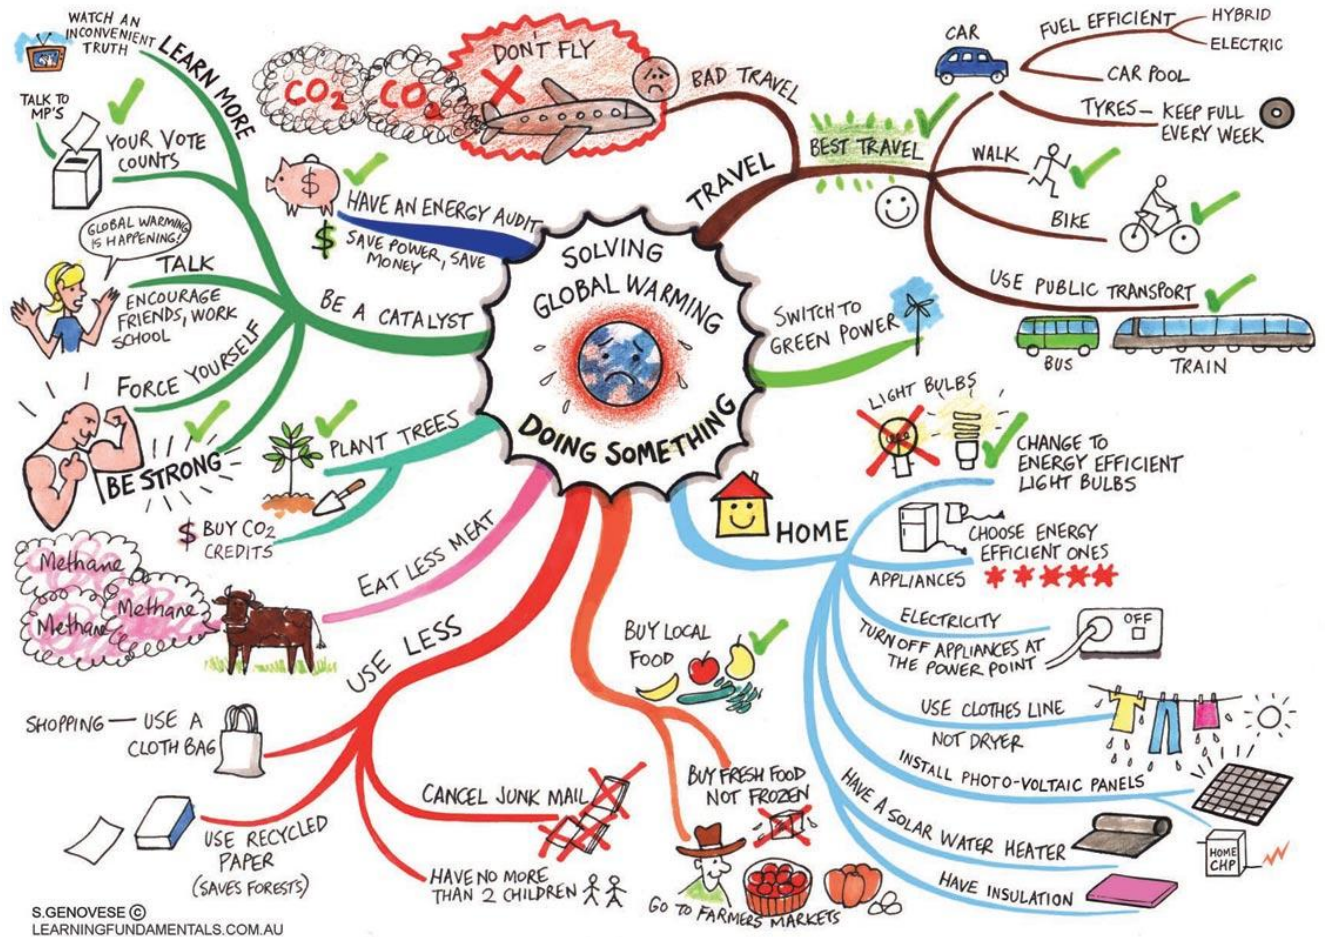 SOLVING
GLOBAL WARMING
DOING SOMETHING
TRAVEL
BAD TRAVEL
DON'T FLY
CO2
CO2
BEST TRAVEL
CAR
FUEL EFFICIENT
HYBRID
ELECTRIC
CAR POOL
TYRES — KEEP FULL
EVERY WEEK
WALK
BIKE
USE PUBLIC TRANSPORT
BUS
TRAIN
SWITCH TO
GREEN POWER
HOME
LIGHT BULBS
CHANGE TO
ENERGY EFFICIENT
LIGHT BULBS
APPLIANCES
CHOOSE ENERGY
EFFICIENT ONES
ELECTRICITY
TURN OFF APPLIANCES AT
THE POWER POINT
OFF
USE CLOTHES LINE
NOT DRYER
INSTALL PHOTO-VOLTAIC PANELS
HOME
CHP
HAVE A SOLAR WATER HEATER
HAVE INSULATION
BUY LOCAL
FOOD
BUY FRESH FOOD
NOT FROZEN
GO TO FARMERS MARKETS
USE LESS
SHOPPING — USE A
CLOTH BAG
USE RECYCLED
PAPER
(SAVES FORESTS)
CANCEL JUNK MAIL
HAVE NO MORE
THAN 2 CHILDREN
EAT LESS MEAT
Methane
Methane
Methane
PLANT TREES
$ BUY CO2
CREDITS
BE A CATALYST
LEARN MORE
WATCH AN
INCONVENIENT
TRUTH
TALK TO
MP'S
YOUR VOTE
COUNTS
GLOBAL WARMING
IS HAPPENING!
TALK
ENCOURAGE
FRIENDS, WORK
SCHOOL
FORCE YOURSELF
BE STRONG
HAVE AN ENERGY AUDIT
$
$ SAVE POWER, SAVE
MONEY
S.GENOVESE ©
LEARNINGFUNDAMENTALS.COM.AU